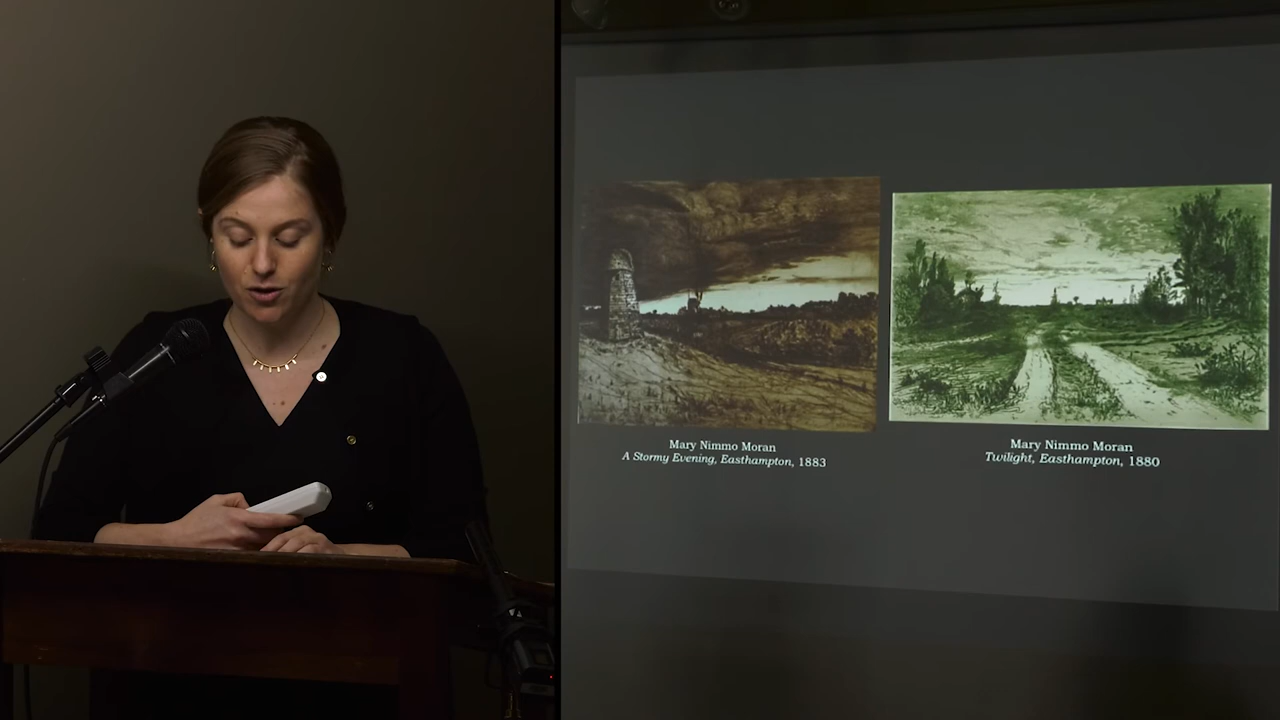 Mary Nimmo Moran
A Stormy Evening, Easthampton, 1883
Mary Nimmo Moran
Twilight, Easthampton, 1880